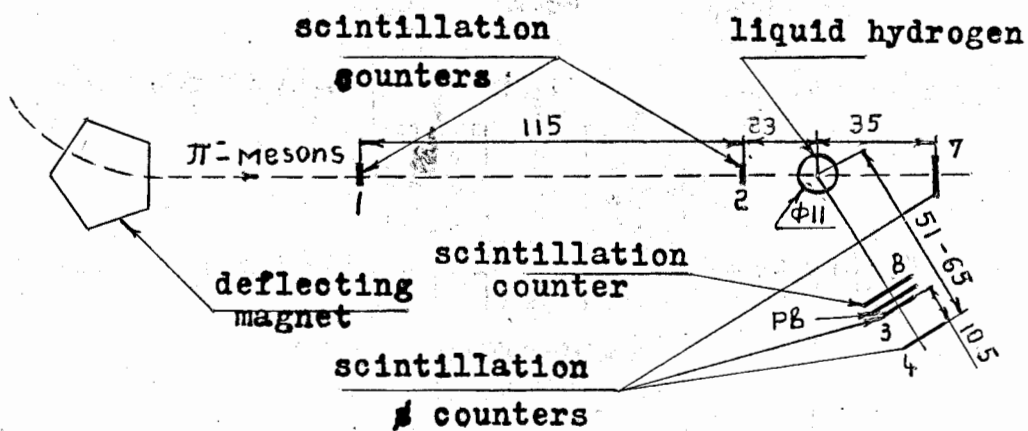 scintillation
counters
liquid hydrogen
115
23
35
π⁻-mesons
1
2
7
ϕ11
51-65
scintillation
counter
8
PB
3
10.5
4
deflecting
magnet
scintillation
counters